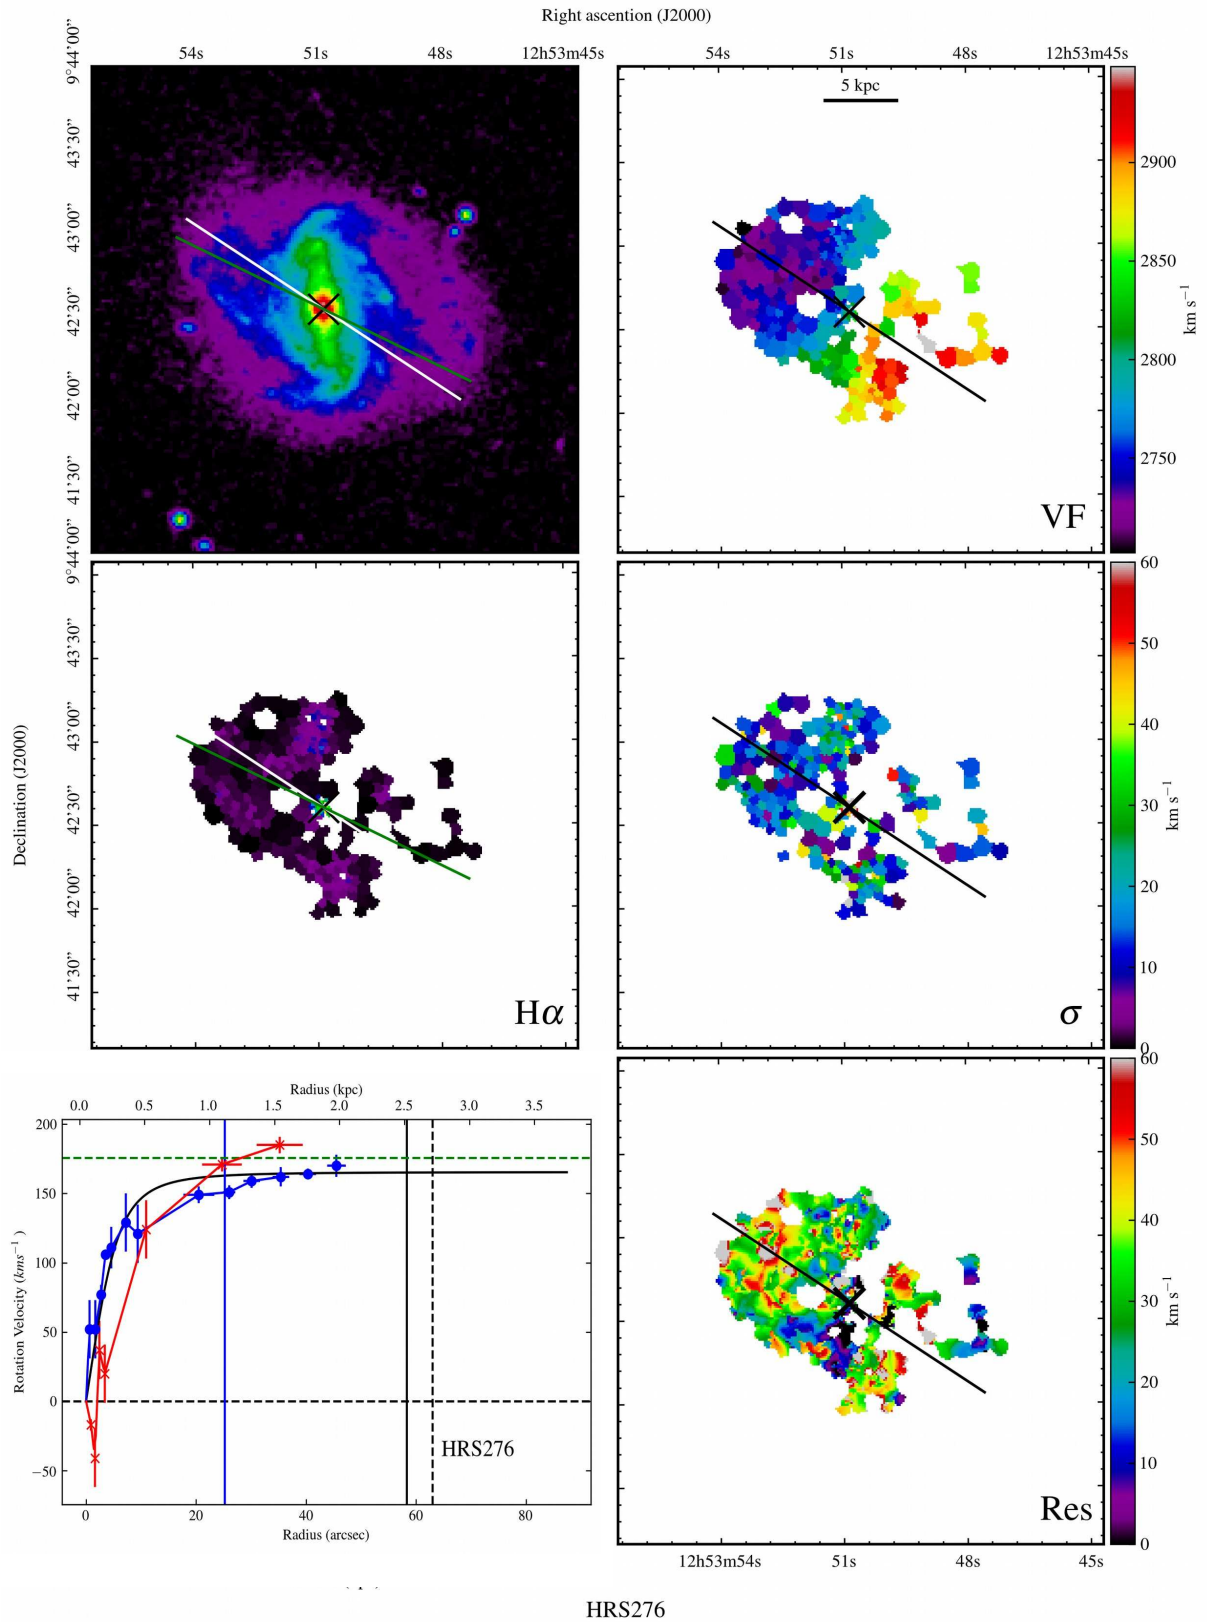 Right ascention (J2000)
54s 51s 48s 12h53m45s 54s 51s 48s 12h53m45s
9°44'00”
43'30”
43'00”
42'30”
42'00”
41'30”
5 kpc
2900
2850
2800
2750
km s−1
VF
9°44'00”
43'30”
43'00”
42'30”
42'00”
41'30”
Declination (J2000)
Hα
60
50
40
30
20
10
0
km s−1
σ
Radius (kpc)
0.0 0.5 1.0 1.5 2.0 2.5 3.0 3.5
200
150
100
50
0
−50
Rotation Velocity (kms−1 )
HRS276
0 20 40 60 80
Radius (arcsec)
60
50
40
30
20
10
0
km s−1
Res
12h53m54s 51s 48s 45s
HRS276